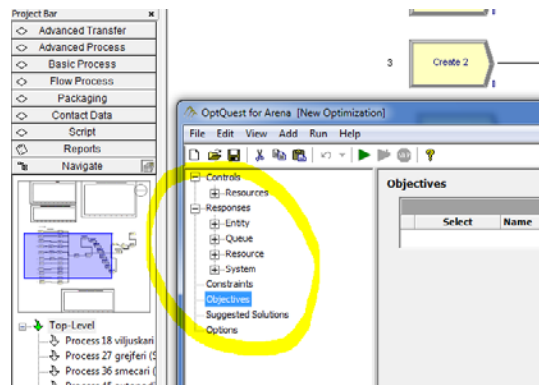 Project Bar
Advanced Transfer
Advanced Process
Basic Process
Flow Process
Packaging
Contact Data
Script
Reports
Navigate
Top-Level
Process 18 viljuskari
Process 27 grejferi (S
Process 36 smecari (
3
Create 2
OptQuest for Arena [New Optimization]
File Edit View Add Run Help
Controls
Resources
Responses
Entity
Queue
Resource
System
Constraints
Objectives
Suggested Solutions
Options
Objectives
Select Name